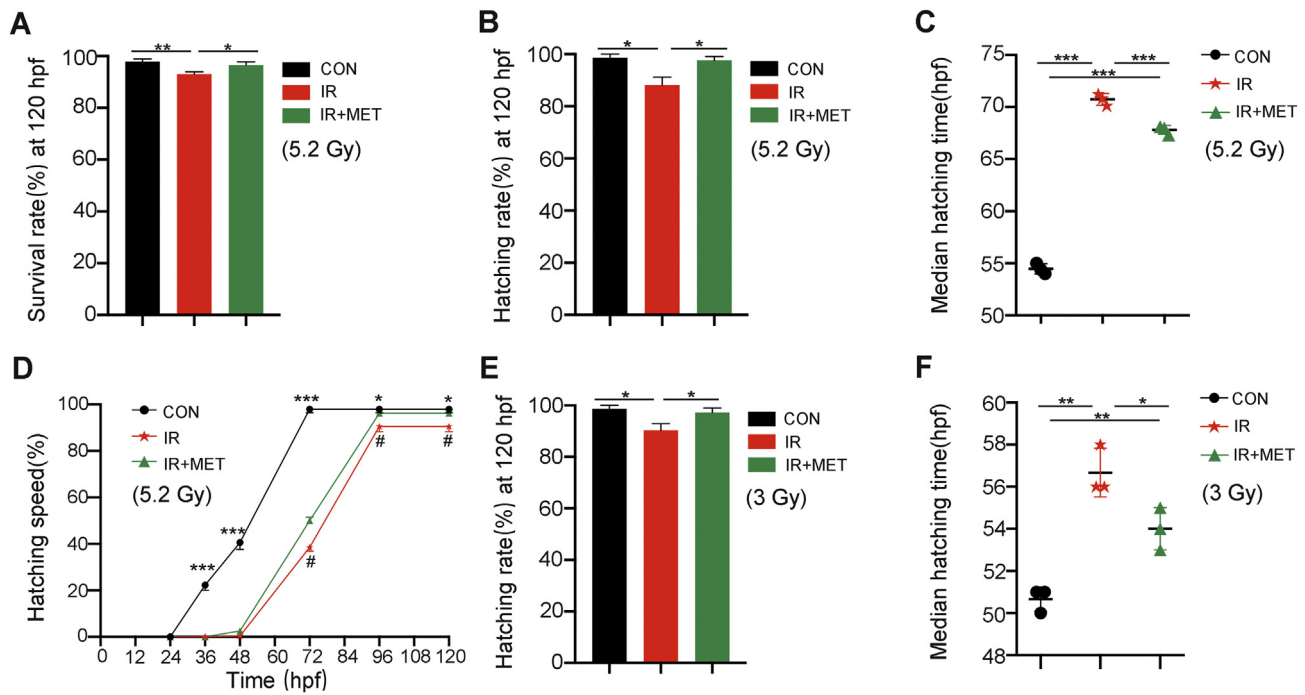 A
Survival rate(%) at 120 hpf
100
80
60
40
20
0
** *
CON
IR
IR+MET
(5.2 Gy)
B
Hatching rate(%) at 120 hpf
100
80
60
40
20
0
* *
CON
IR
IR+MET
(5.2 Gy)
C
Median hatching time(hpf)
75
70
65
60
55
50
*** ***
***
CON
IR
IR+MET
(5.2 Gy)
D
Hatching speed(%)
100
80
60
40
20
0
CON
IR
IR+MET
(5.2 Gy)
*** * *
# #
***
#
***
0 12 24 36 48 60 72 84 96 108 120
Time (hpf)
E
Hatching rate(%) at 120 hpf
100
80
60
40
20
0
* *
CON
IR
IR+MET
(3 Gy)
F
Median hatching time(hpf)
60
58
56
54
51
50
48
** *
**
CON
IR
IR+MET
(3 Gy)